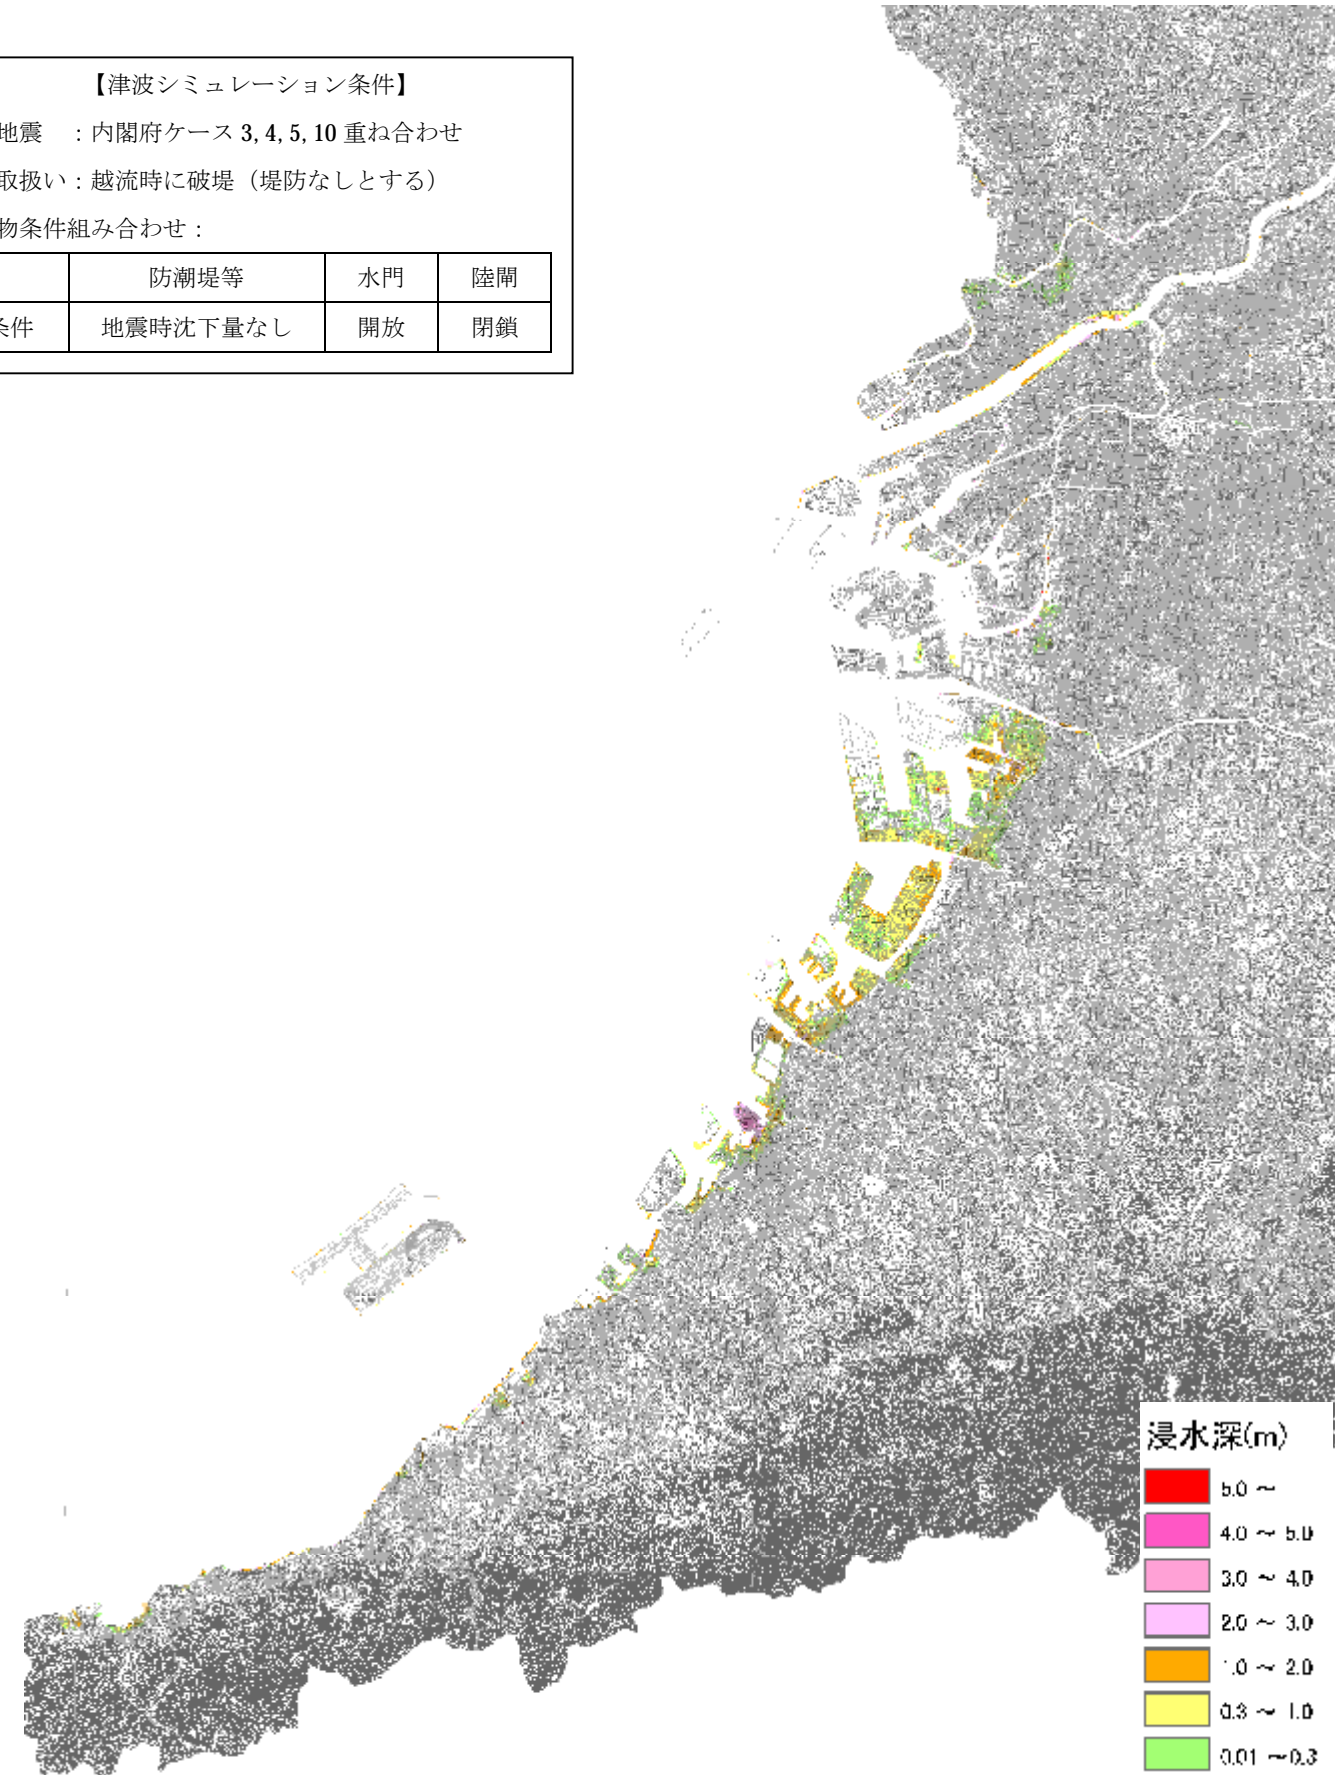 【津波シミュレーション条件】
地震 ：内閣府ケース 3, 4, 5, 10 重ね合わせ
取扱い：越流時に破堤（堤防なしとする）
物条件組み合わせ：
防潮堤等 水門 陸閘
条件 地震時沈下量なし 開放 閉鎖
浸水深(m)
5.0 ～
4.0 ～ 5.0
3.0 ～ 4.0
2.0 ～ 3.0
1.0 ～ 2.0
0.3 ～ 1.0
0.01 ～0.3